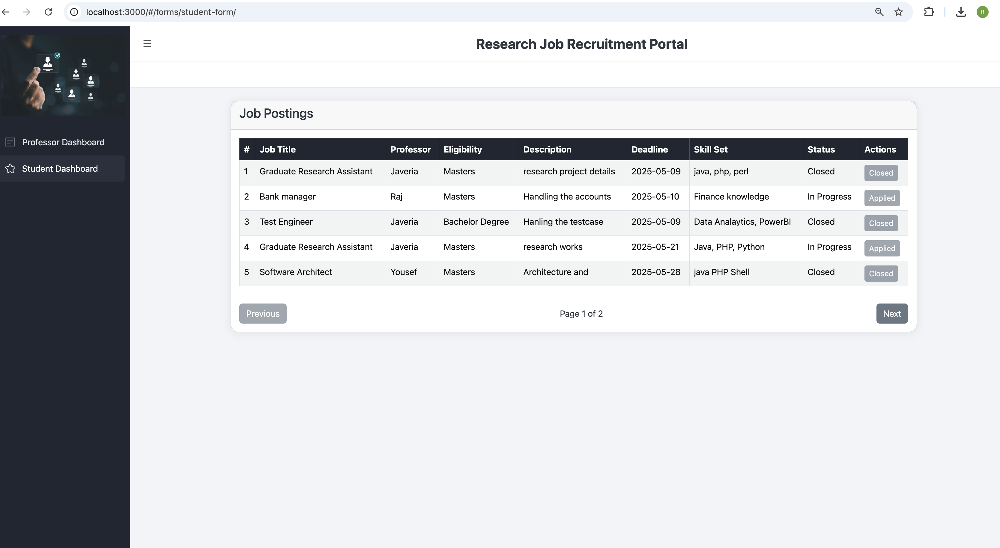 localhost:3000/#/forms/student-form/
B
Research Job Recruitment Portal
Professor Dashboard
Student Dashboard
Job Postings
# Job Title Professor Eligibility Description Deadline Skill Set Status Actions
1 Graduate Research Assistant Javeria Masters research project details 2025-05-09 java, php, perl Closed Closed
2 Bank manager Raj Masters Handling the accounts 2025-05-10 Finance knowledge In Progress Applied
3 Test Engineer Javeria Bachelor Degree Hanling the testcase 2025-05-09 Data Analaytics, PowerBI Closed Closed
4 Graduate Research Assistant Javeria Masters research works 2025-05-21 Java, PHP, Python In Progress Applied
5 Software Architect Yousef Masters Architecture and 2025-05-28 java PHP Shell Closed Closed
Previous Page 1 of 2 Next